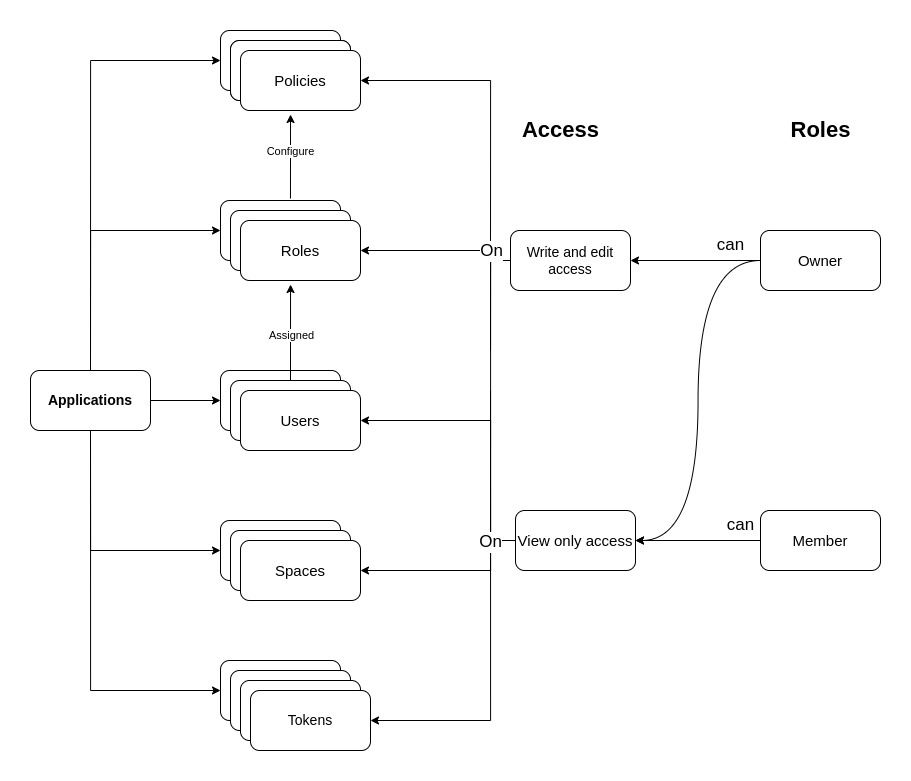 Policies
Access
Roles
Configure
Roles
On
Write and edit
access
can
Owner
Assigned
Applications
Users
On
View only access
can
Member
Spaces
Tokens